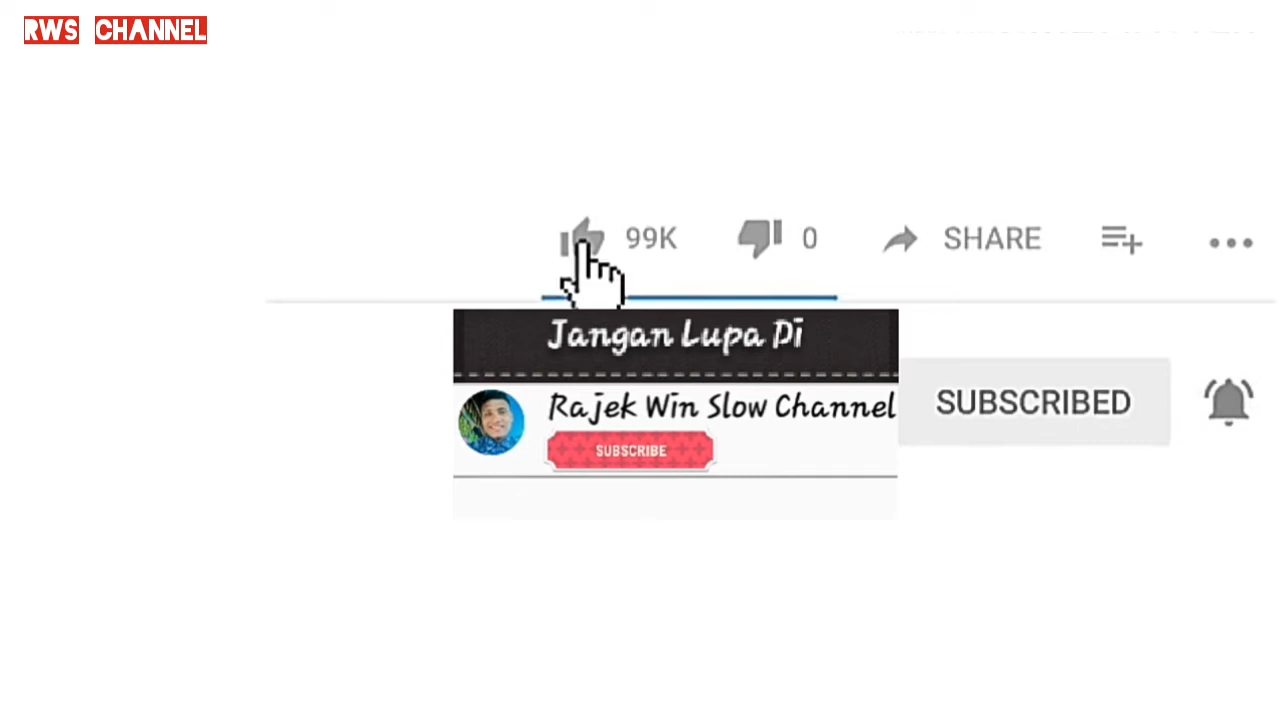 RWS CHANNEL
99K 0 SHARE
Jangan Lupa Di
Rajek Win Slow Channel
SUBSCRIBE
SUBSCRIBED